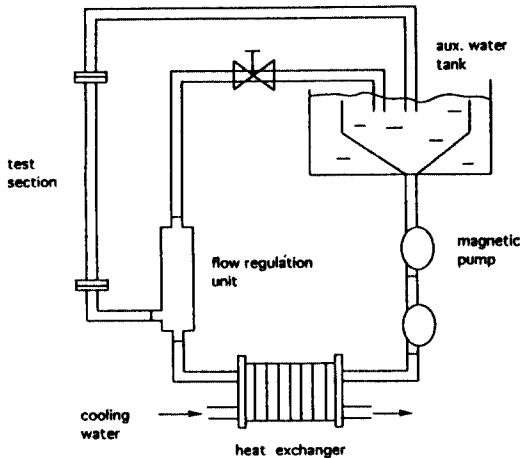 aux. water
tank
test
section
flow regulation
unit
magnetic
pump
cooling
water
heat exchanger